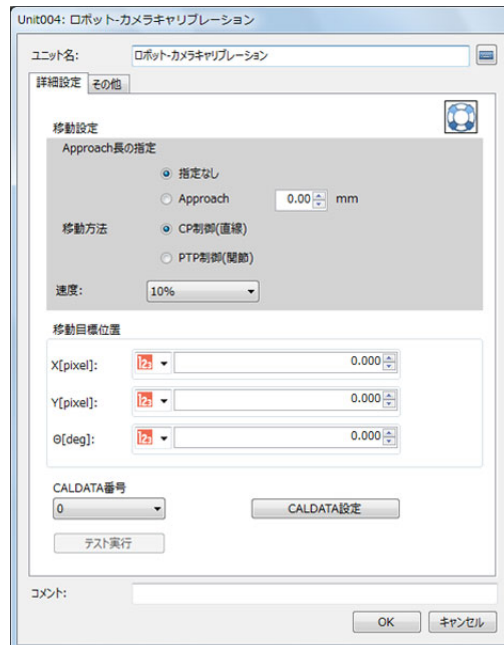 Unit004: ロボット-カメラキャリブレーション
ユニット名: ロボット-カメラキャリブレーション
詳細設定 その他
移動設定
Approach長の指定
指定なし
Approach 0.00 mm
移動方法 CP制御(直線)
PTP制御(関節)
速度: 10%
移動目標位置
X[pixel]: 123 0.000
Y[pixel]: 123 0.000
Θ[deg]: 123 0.000
CALDATA番号
0 CALDATA設定
テスト実行
コメント:
OK キャンセル